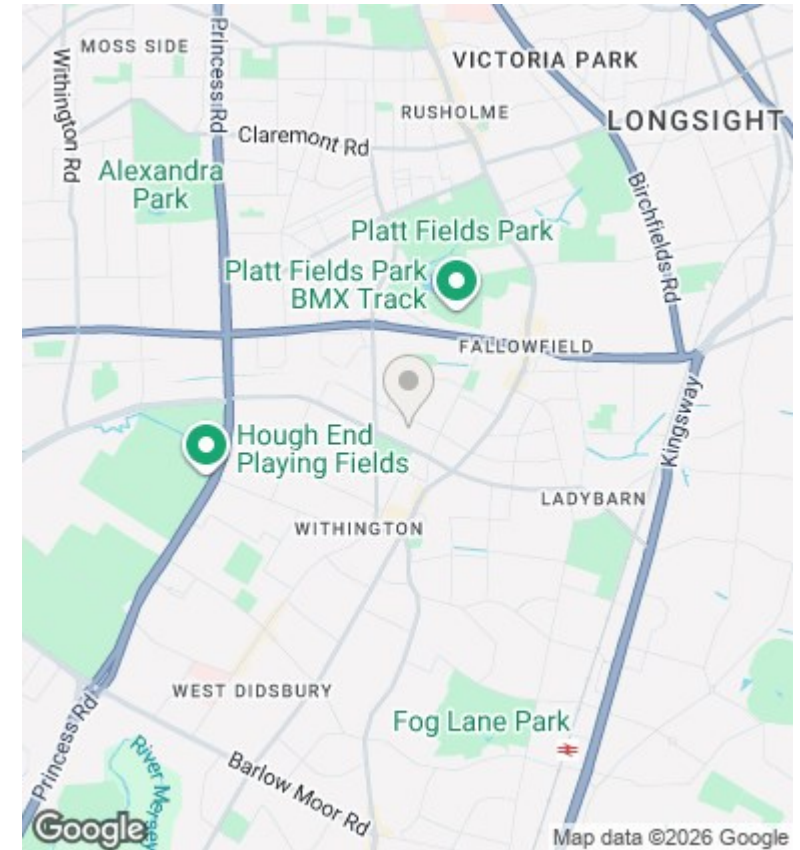 MOSS SIDE
Princess Rd
VICTORIA PARK
Withington Rd
RUSHOLME
LONGSIGHT
Claremont Rd
Alexandra
Park
Birchfields Rd
Platt Fields Park
Platt Fields Park
BMX Track
FALLOWFIELD
Kingsway
Hough End
Playing Fields
LADYBARN
WITHINGTON
WEST DIDSBURY
Fog Lane Park
Princess Rd
River Mersey
Barlow Moor Rd
Google
Map data ©2026 Google